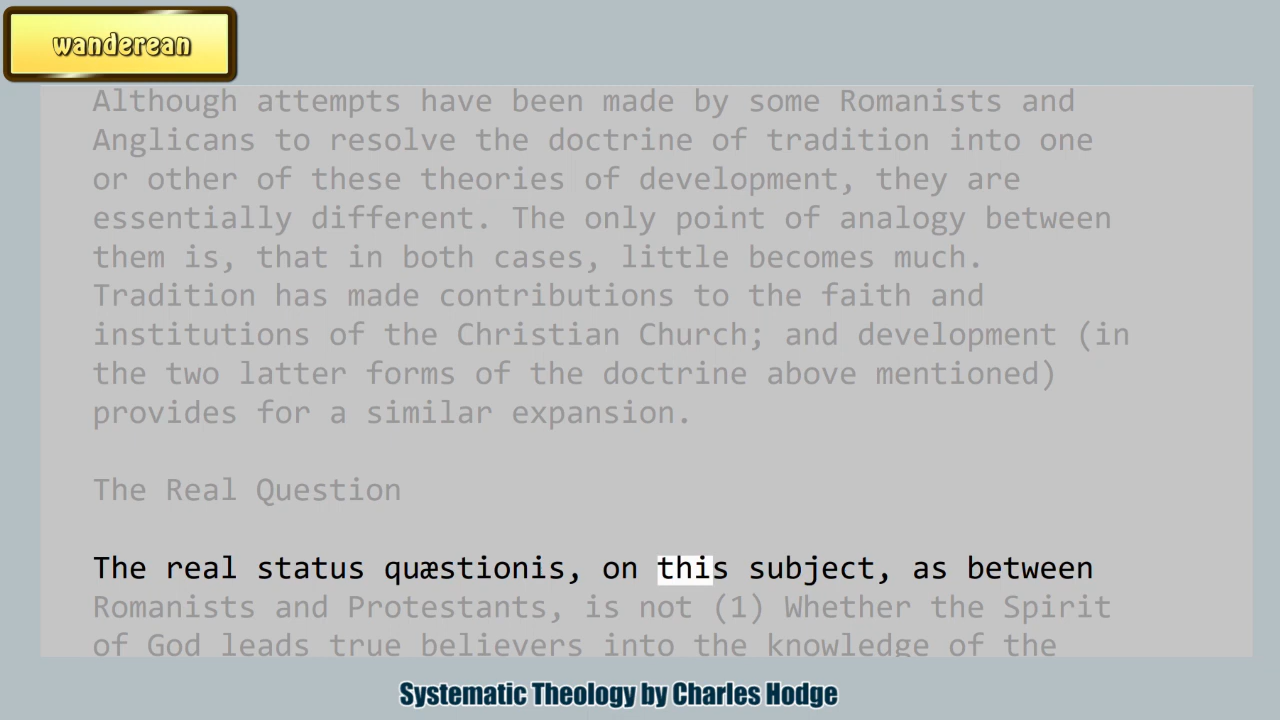 wanderean
Although attempts have been made by some Romanists and
Anglicans to resolve the doctrine of tradition into one
or other of these theories of development, they are
essentially different. The only point of analogy between
them is, that in both cases, little becomes much.
Tradition has made contributions to the faith and
institutions of the Christian Church; and development (in
the two latter forms of the doctrine above mentioned)
provides for a similar expansion.
The Real Question
The real status quæstionis, on this subject, as between
Romanists and Protestants, is not (1) Whether the Spirit
of God leads true believers into the knowledge of the
Systematic Theology by Charles Hodge